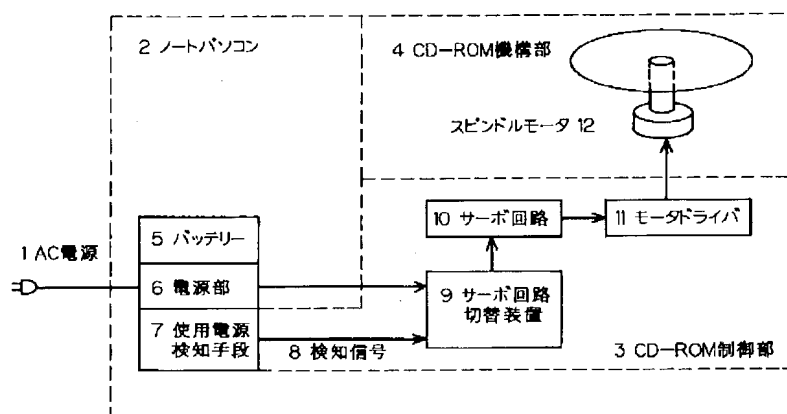 2 ノートパソコン
4 CD−ROM機構部
スピンドルモータ 12
10 サーボ回路
11 モータドライバ
1 AC電源
5 バッテリー
6 電源部
7 使用電源
検知手段
8 検知信号
9 サーボ回路
切替装置
3 CD−ROM制御部